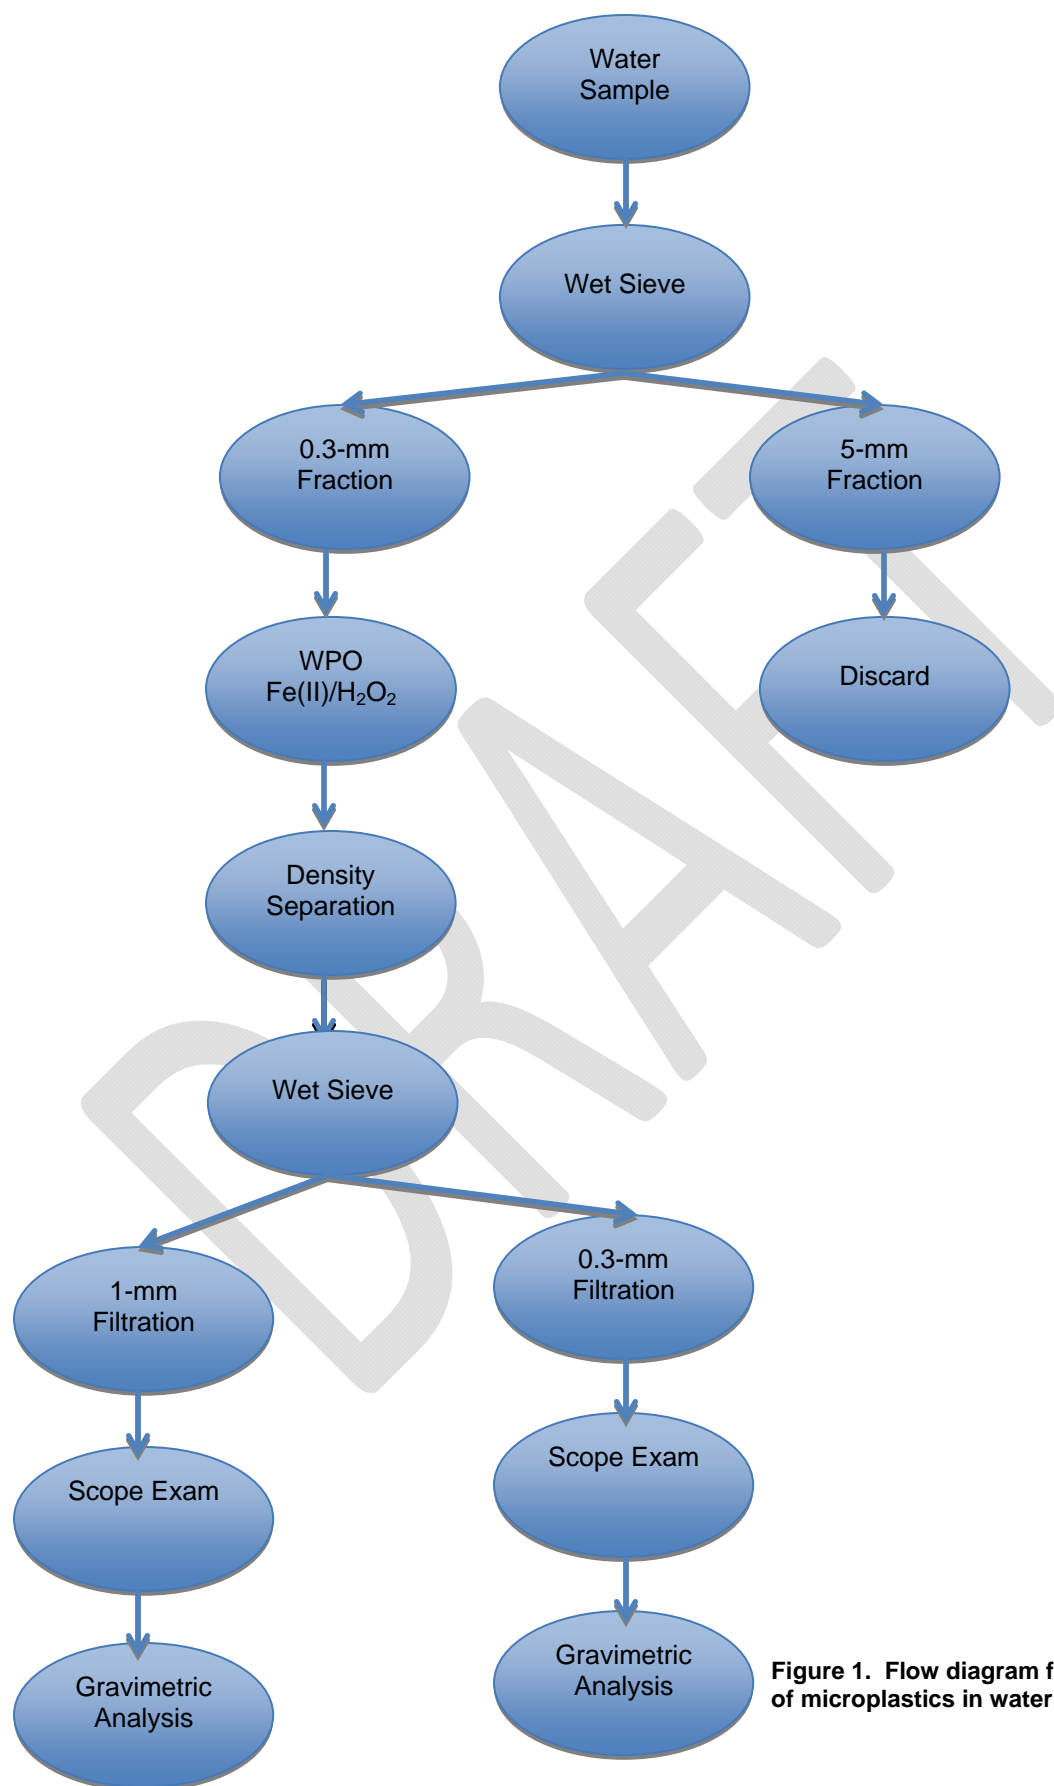 Water
Sample
Wet Sieve
0.3-mm
Fraction
5-mm
Fraction
WPO
Fe(II)/H₂O₂
Discard
Density
Separation
Wet Sieve
1-mm
Filtration
0.3-mm
Filtration
Scope Exam
Scope Exam
Gravimetric
Analysis
Gravimetric
Analysis
Figure 1.  Flow diagram f
of microplastics in water
DRAFT